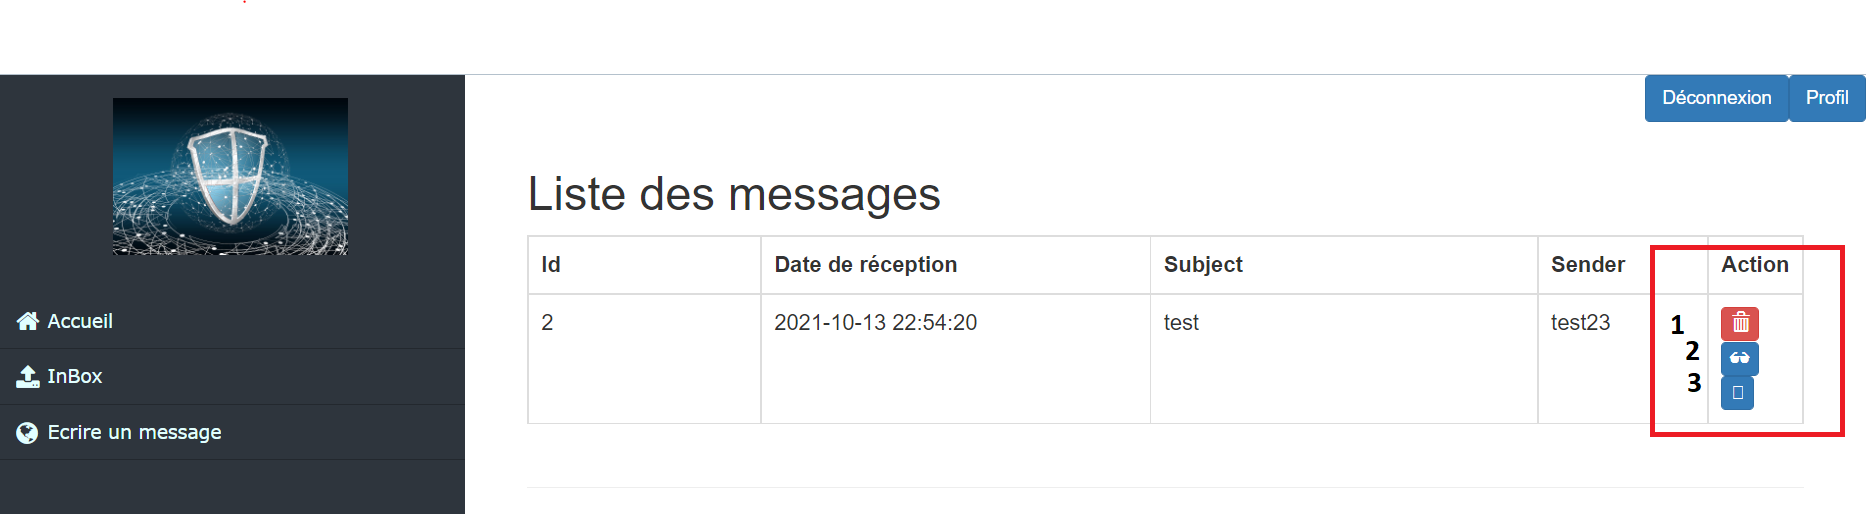 Déconnexion Profil
Accueil
InBox
Ecrire un message
Liste des messages
Id Date de réception Subject Sender Action
2 2021-10-13 22:54:20 test test23
1
2
3